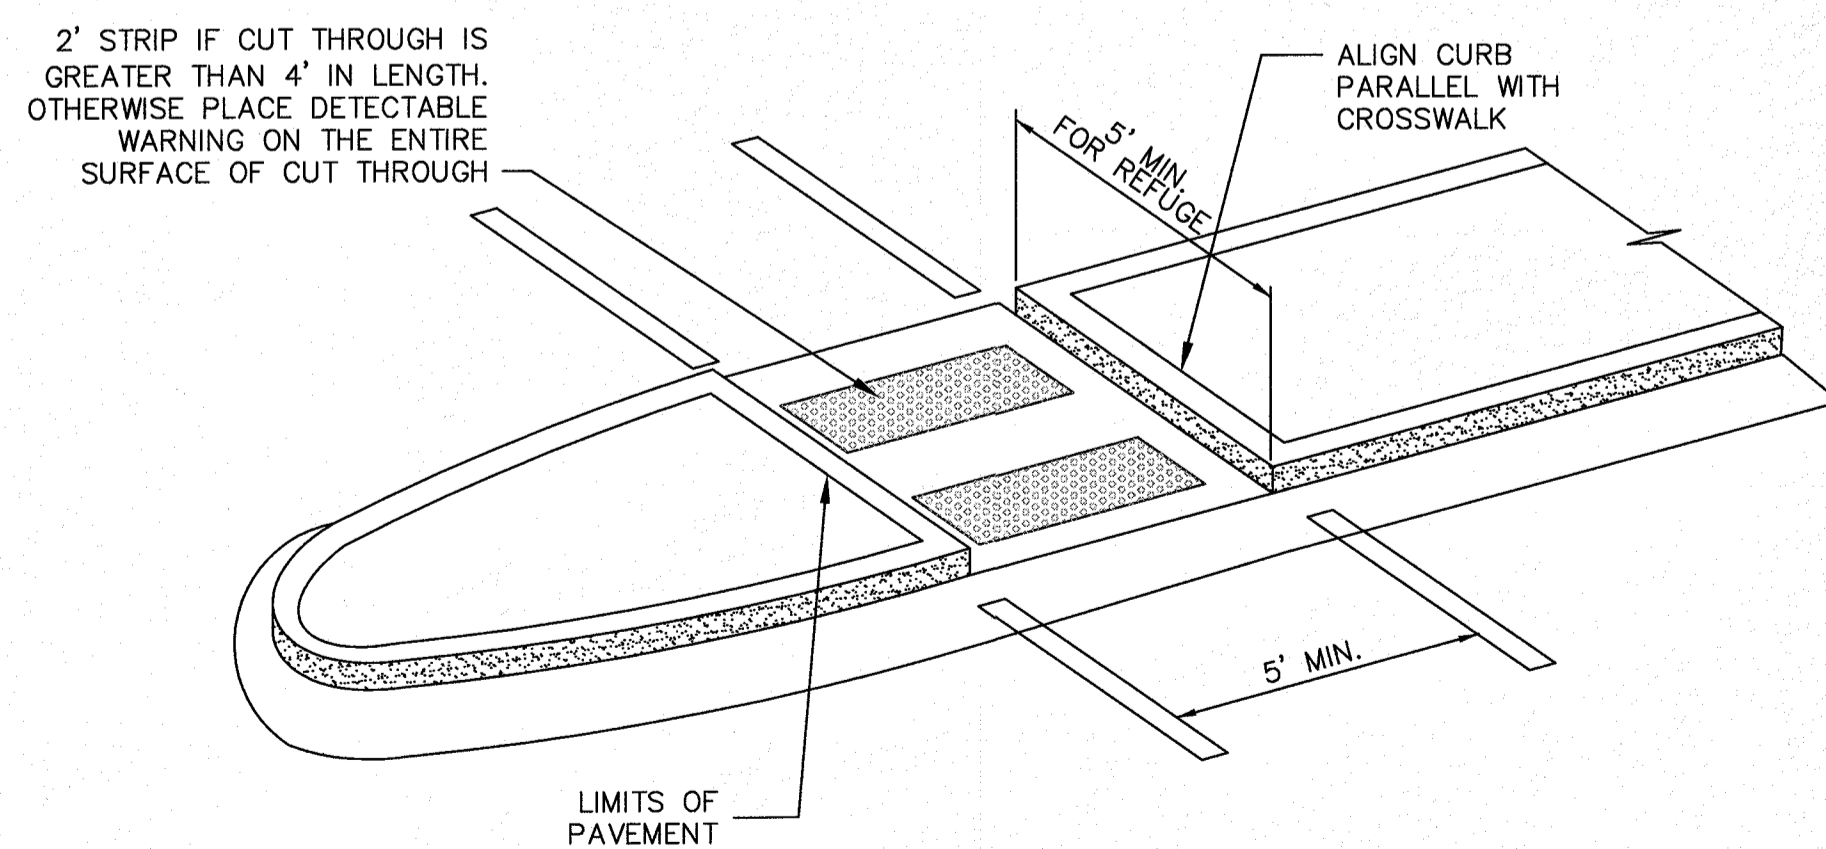 2' STRIP IF CUT THROUGH IS
GREATER THAN 4' IN LENGTH.
OTHERWISE PLACE DETECTABLE
WARNING ON THE ENTIRE
SURFACE OF CUT THROUGH
ALIGN CURB
PARALLEL WITH
CROSSWALK
5' MIN.
FOR REFUGE
5' MIN.
LIMITS OF
PAVEMENT